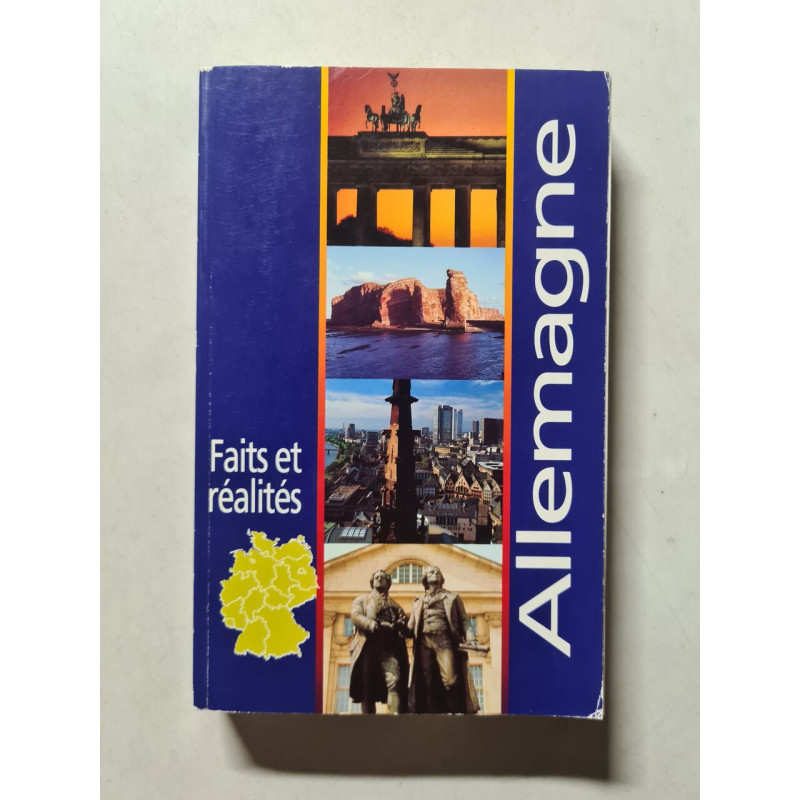 Faits et
réalités
Allemagne